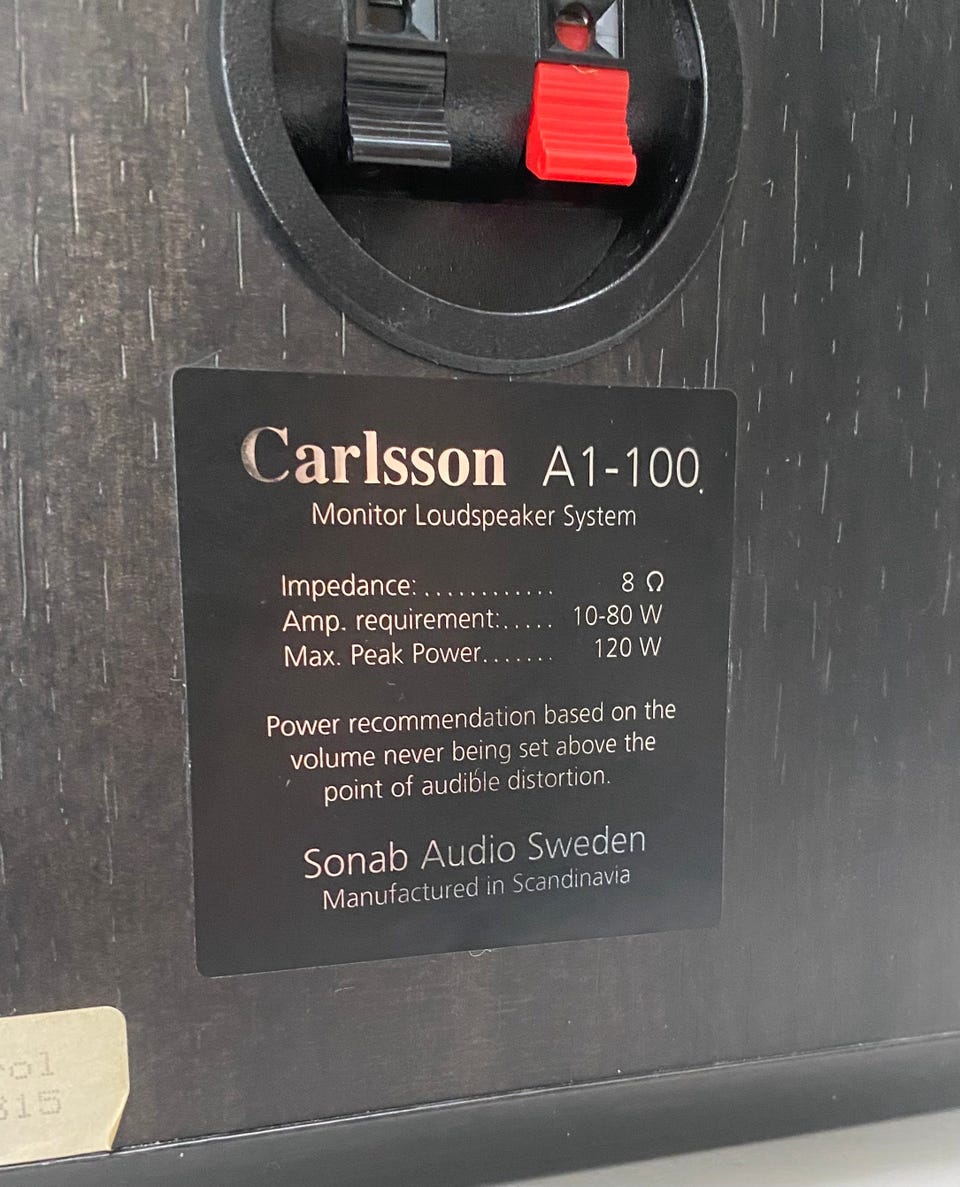 Carlsson A1-100
Monitor Loudspeaker System
Impedance:............ 8 Ω
Amp. requirement:..... 10-80 W
Max. Peak Power....... 120 W
Power recommendation based on the
volume never being set above the
point of audible distortion.
Sonab Audio Sweden
Manufactured in Scandinavia